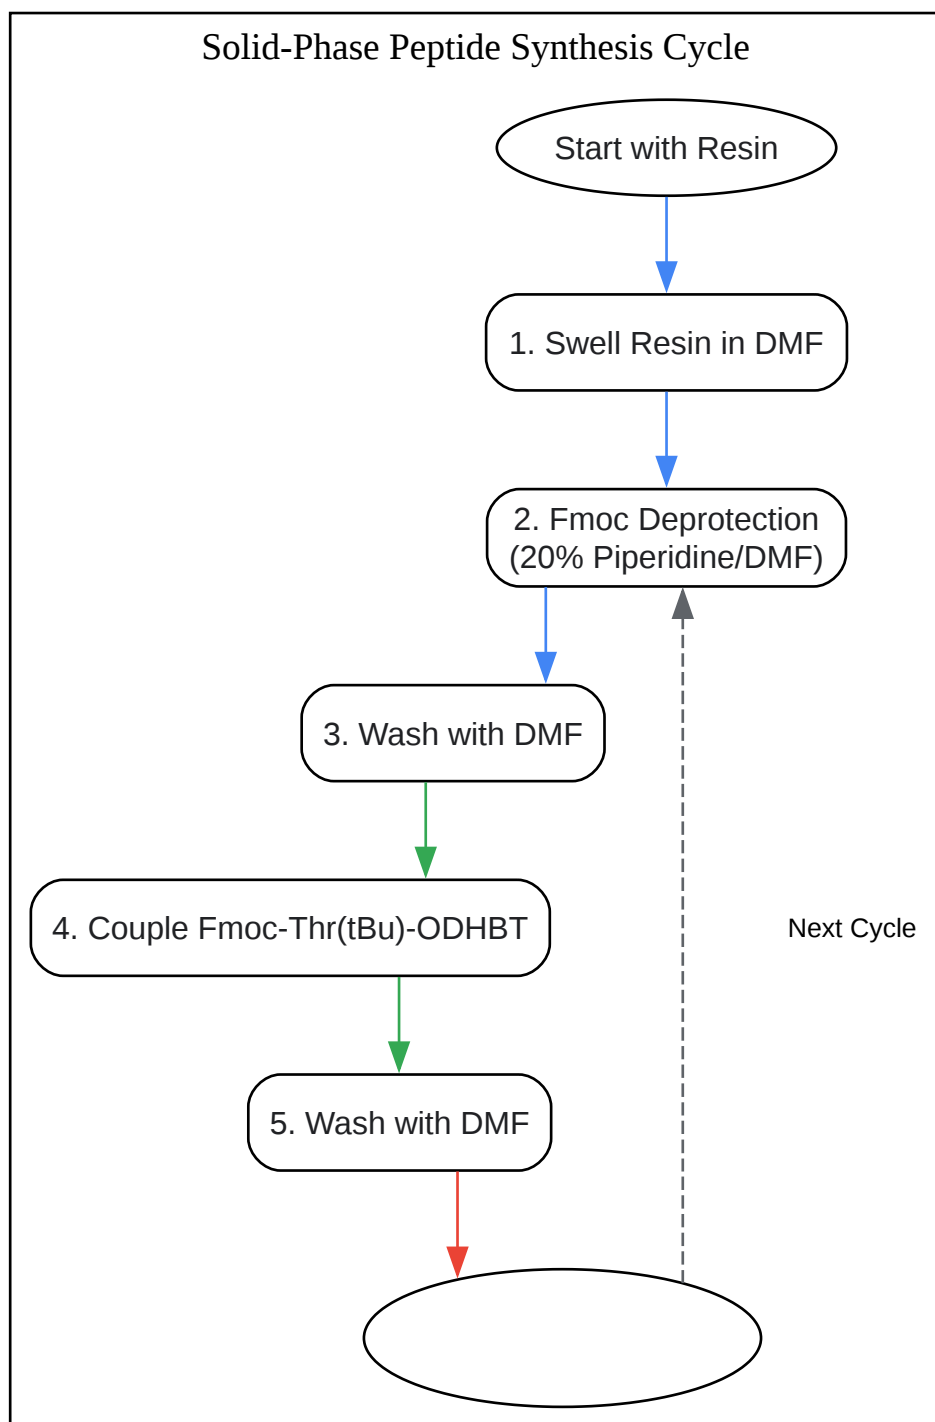 Solid-Phase Peptide Synthesis Cycle
Start with Resin
1. Swell Resin in DMF
2. Fmoc Deprotection
(20% Piperidine/DMF)
3. Wash with DMF
4. Couple Fmoc-Thr(tBu)-ODHBT
Next Cycle
5. Wash with DMF